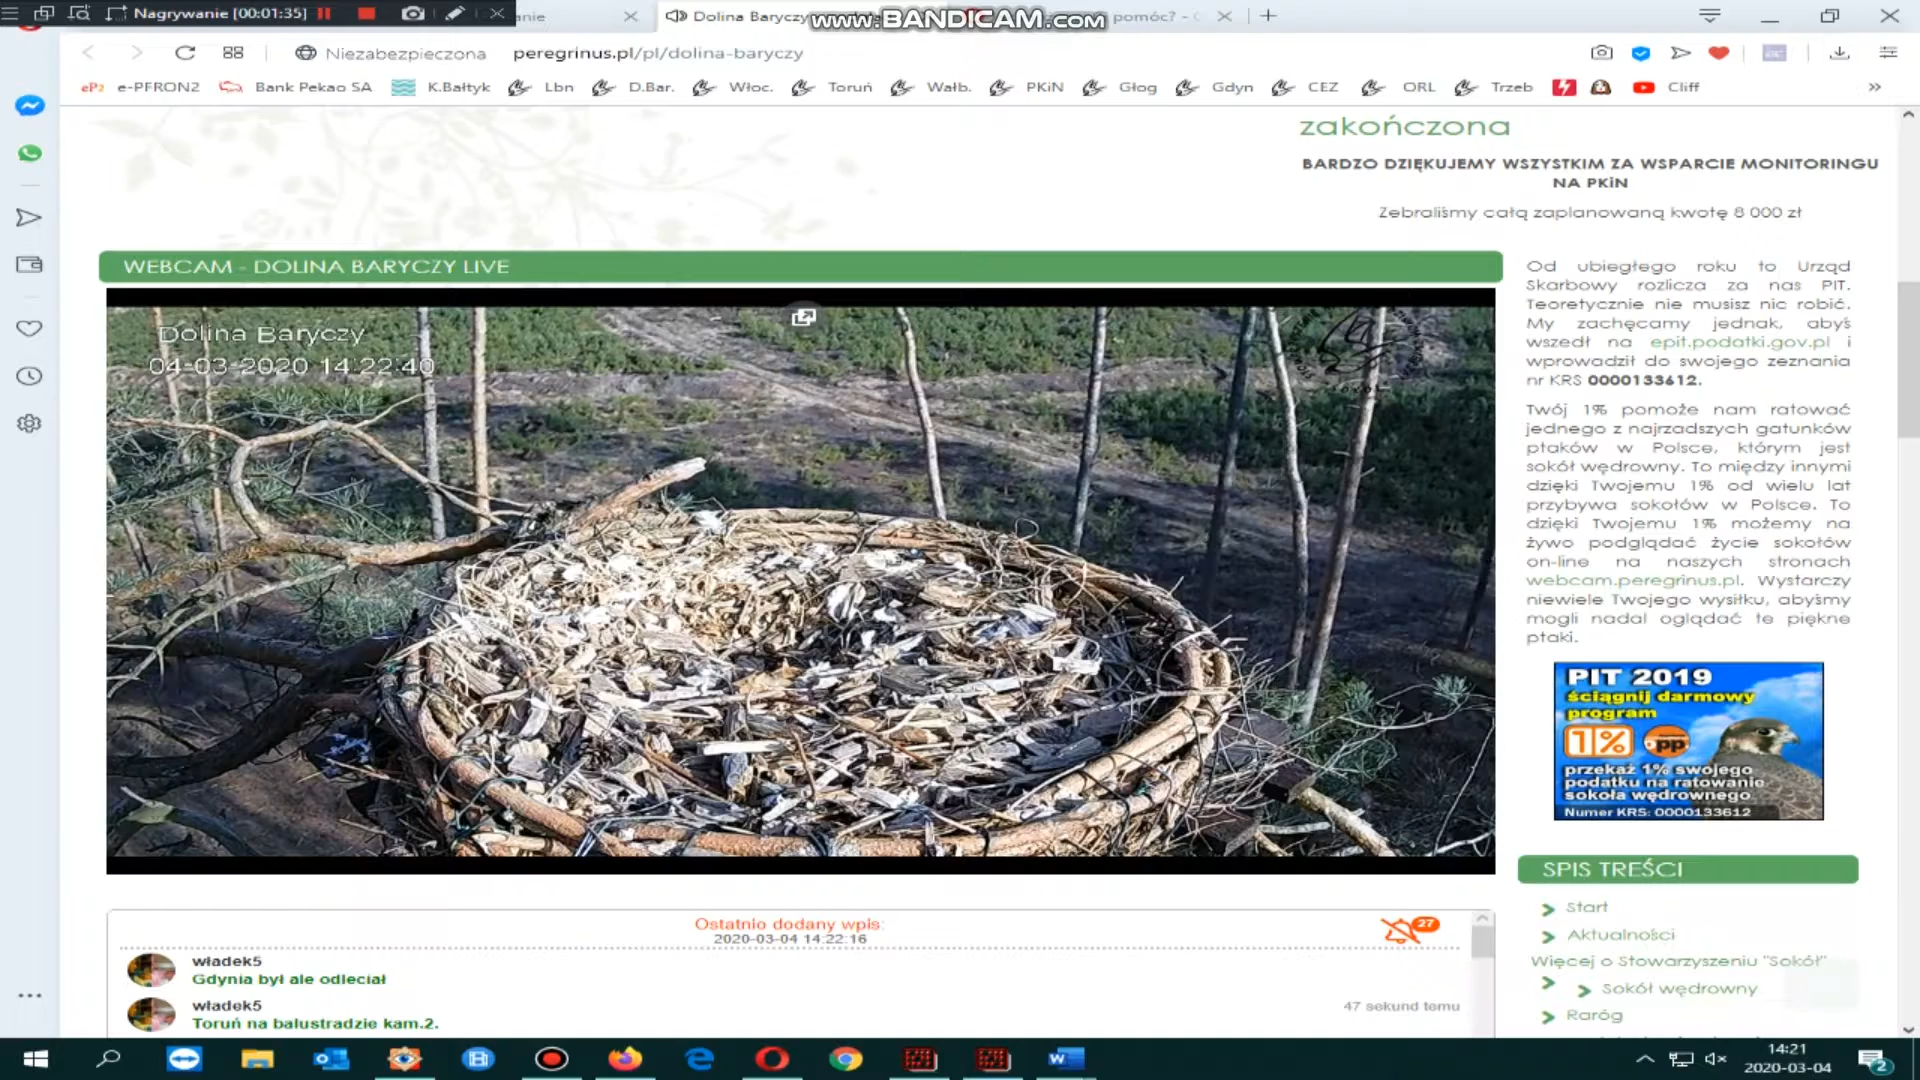 Nagrywanie [00:01:35]
anie
Dolina Baryczy
www.BANDICAM.com
pomóc? -
Niezabezpieczona
peregrinus.pl/pl/dolina-baryczy
e-PFRON2
Bank Pekao SA
K.Bałtyk
Lbn
D.Bar.
Włoc.
Toruń
Wałb.
PKiN
Głog
Gdyn
CEZ
ORL
Trzeb
Cliff
zakończona
BARDZO DZIĘKUJEMY WSZYSTKIM ZA WSPARCIE MONITORINGU
NA PKiN
Zebraliśmy całą zaplanowaną kwotę 8 000 zł
WEBCAM - DOLINA BARYCZY LIVE
Dolina Baryczy
04-03-2020 14:22:40
Od ubiegłego roku to Urząd
Skarbowy rozlicza za nas PIT.
Teoretycznie nie musisz nic robić.
My zachęcamy jednak, abyś
wszedł na epit.podatki.gov.pl i
wprowadził do swojego zeznania
nr KRS 0000133612.
Twój 1% pomoże nam ratować
jednego z najrzadszych gatunków
ptaków w Polsce, którym jest
sokół wędrowny. To między innymi
dzięki Twojemu 1% od wielu lat
przybywa sokołów w Polsce. To
dzięki Twojemu 1% możemy na
żywo podglądać życie sokołów
on-line na naszych stronach
webcam.peregrinus.pl. Wystarczy
niewiele Twojego wysiłku, abyśmy
mogli nadal oglądać te piękne
ptaki.
PIT 2019
ściągnij darmowy
program
1% opp
przekaż 1% swojego
podatku na ratowanie
sokoła wędrownego
Numer KRS: 0000133612
SPIS TREŚCI
Start
Aktualności
Więcej o Stowarzyszeniu "Sokół"
Sokół wędrowny
Raróg
Ostatnio dodany wpis:
2020-03-04 14:22:16
27
władek5
Gdynia był ale odleciał
władek5
47 sekund temu
Toruń na balustradzie kam.2.
14:21
2020-03-04
2